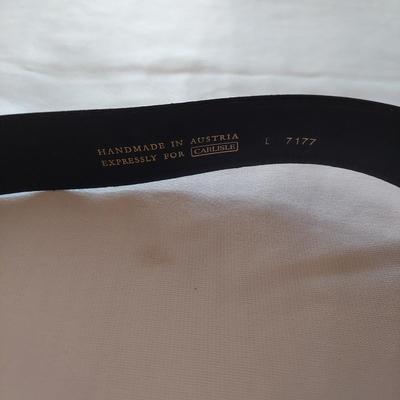 HANDMADE IN AUSTRIA L 7177
EXPRESSLY FOR CARLISLE